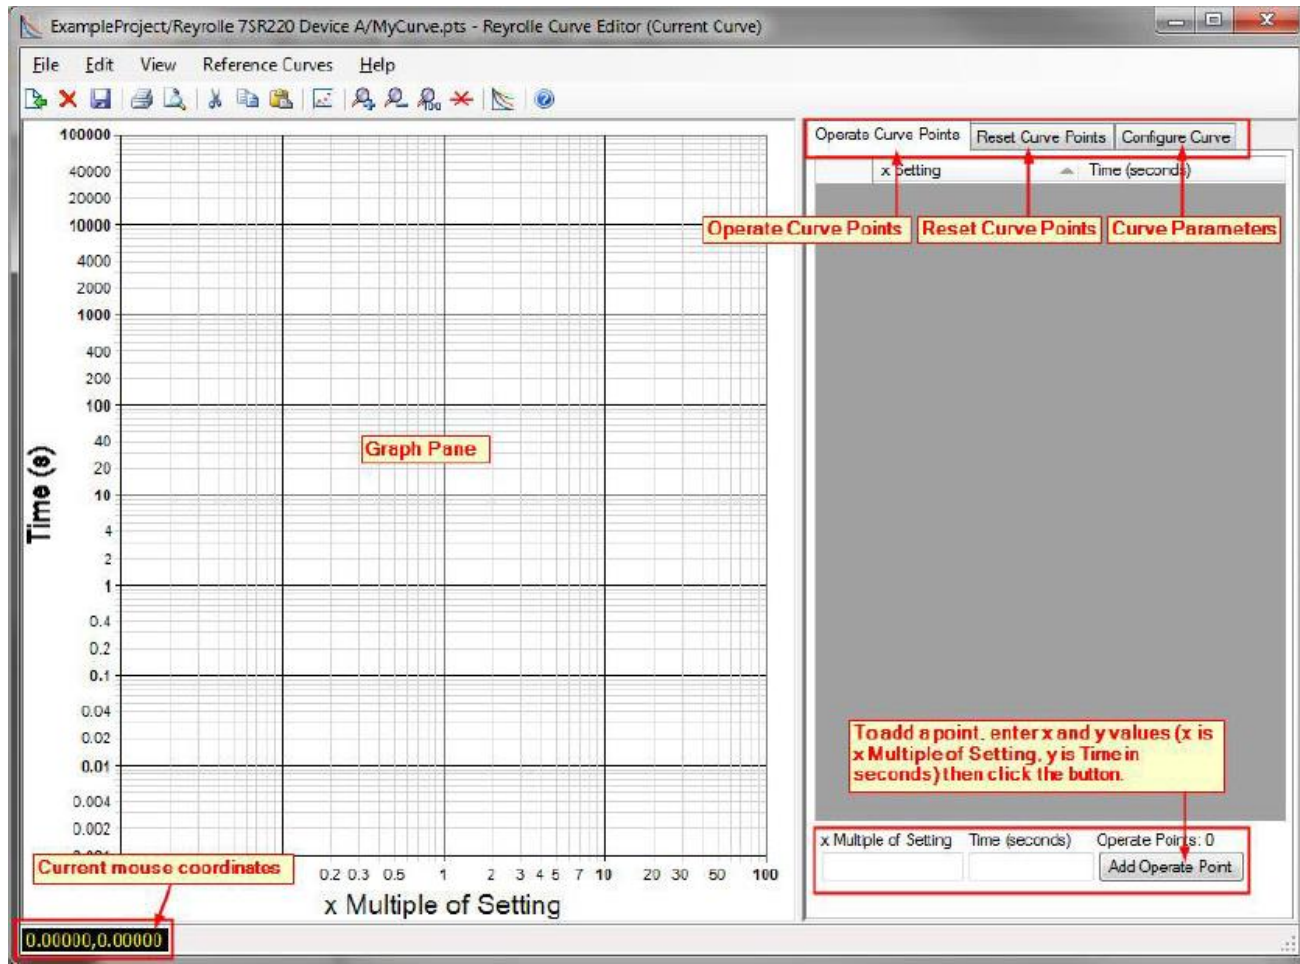 ExampleProject/Reyrolle 7SR220 Device A/MyCurve.pts - Reyrolle Curve Editor (Current Curve)
File Edit View Reference Curves Help
100000
40000
20000
10000
4000
2000
1000
400
200
100
40
20
10
4
2
1
0.4
0.2
0.1
0.04
0.02
0.01
0.004
0.002
Time (s)
Graph Pane
0.2 0.3 0.5 1 2 3 4 5 7 10 20 30 50 100
x Multiple of Setting
Current mouse coordinates
0.00000,0.00000
Operate Curve Points Reset Curve Points Configure Curve
x Setting Time (seconds)
Operate Curve Points Reset Curve Points Curve Parameters
To add a point, enter x and y values (x is
x Multiple of Setting, y is Time in
seconds) then click the button.
x Multiple of Setting Time (seconds) Operate Points: 0
Add Operate Point